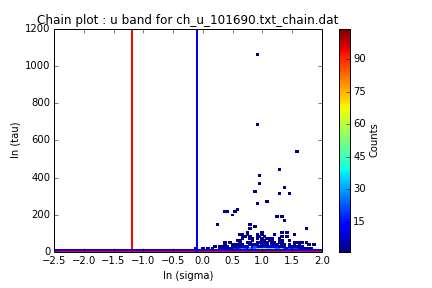 Chain plot : u band for ch_u_101690.txt_chain.dat
1200
1000
800
600
400
200
0
ln (tau)
−2.5 −2.0 −1.5 −1.0 −0.5 0.0 0.5 1.0 1.5 2.0
ln (sigma)
90
75
60
45
30
15
Counts